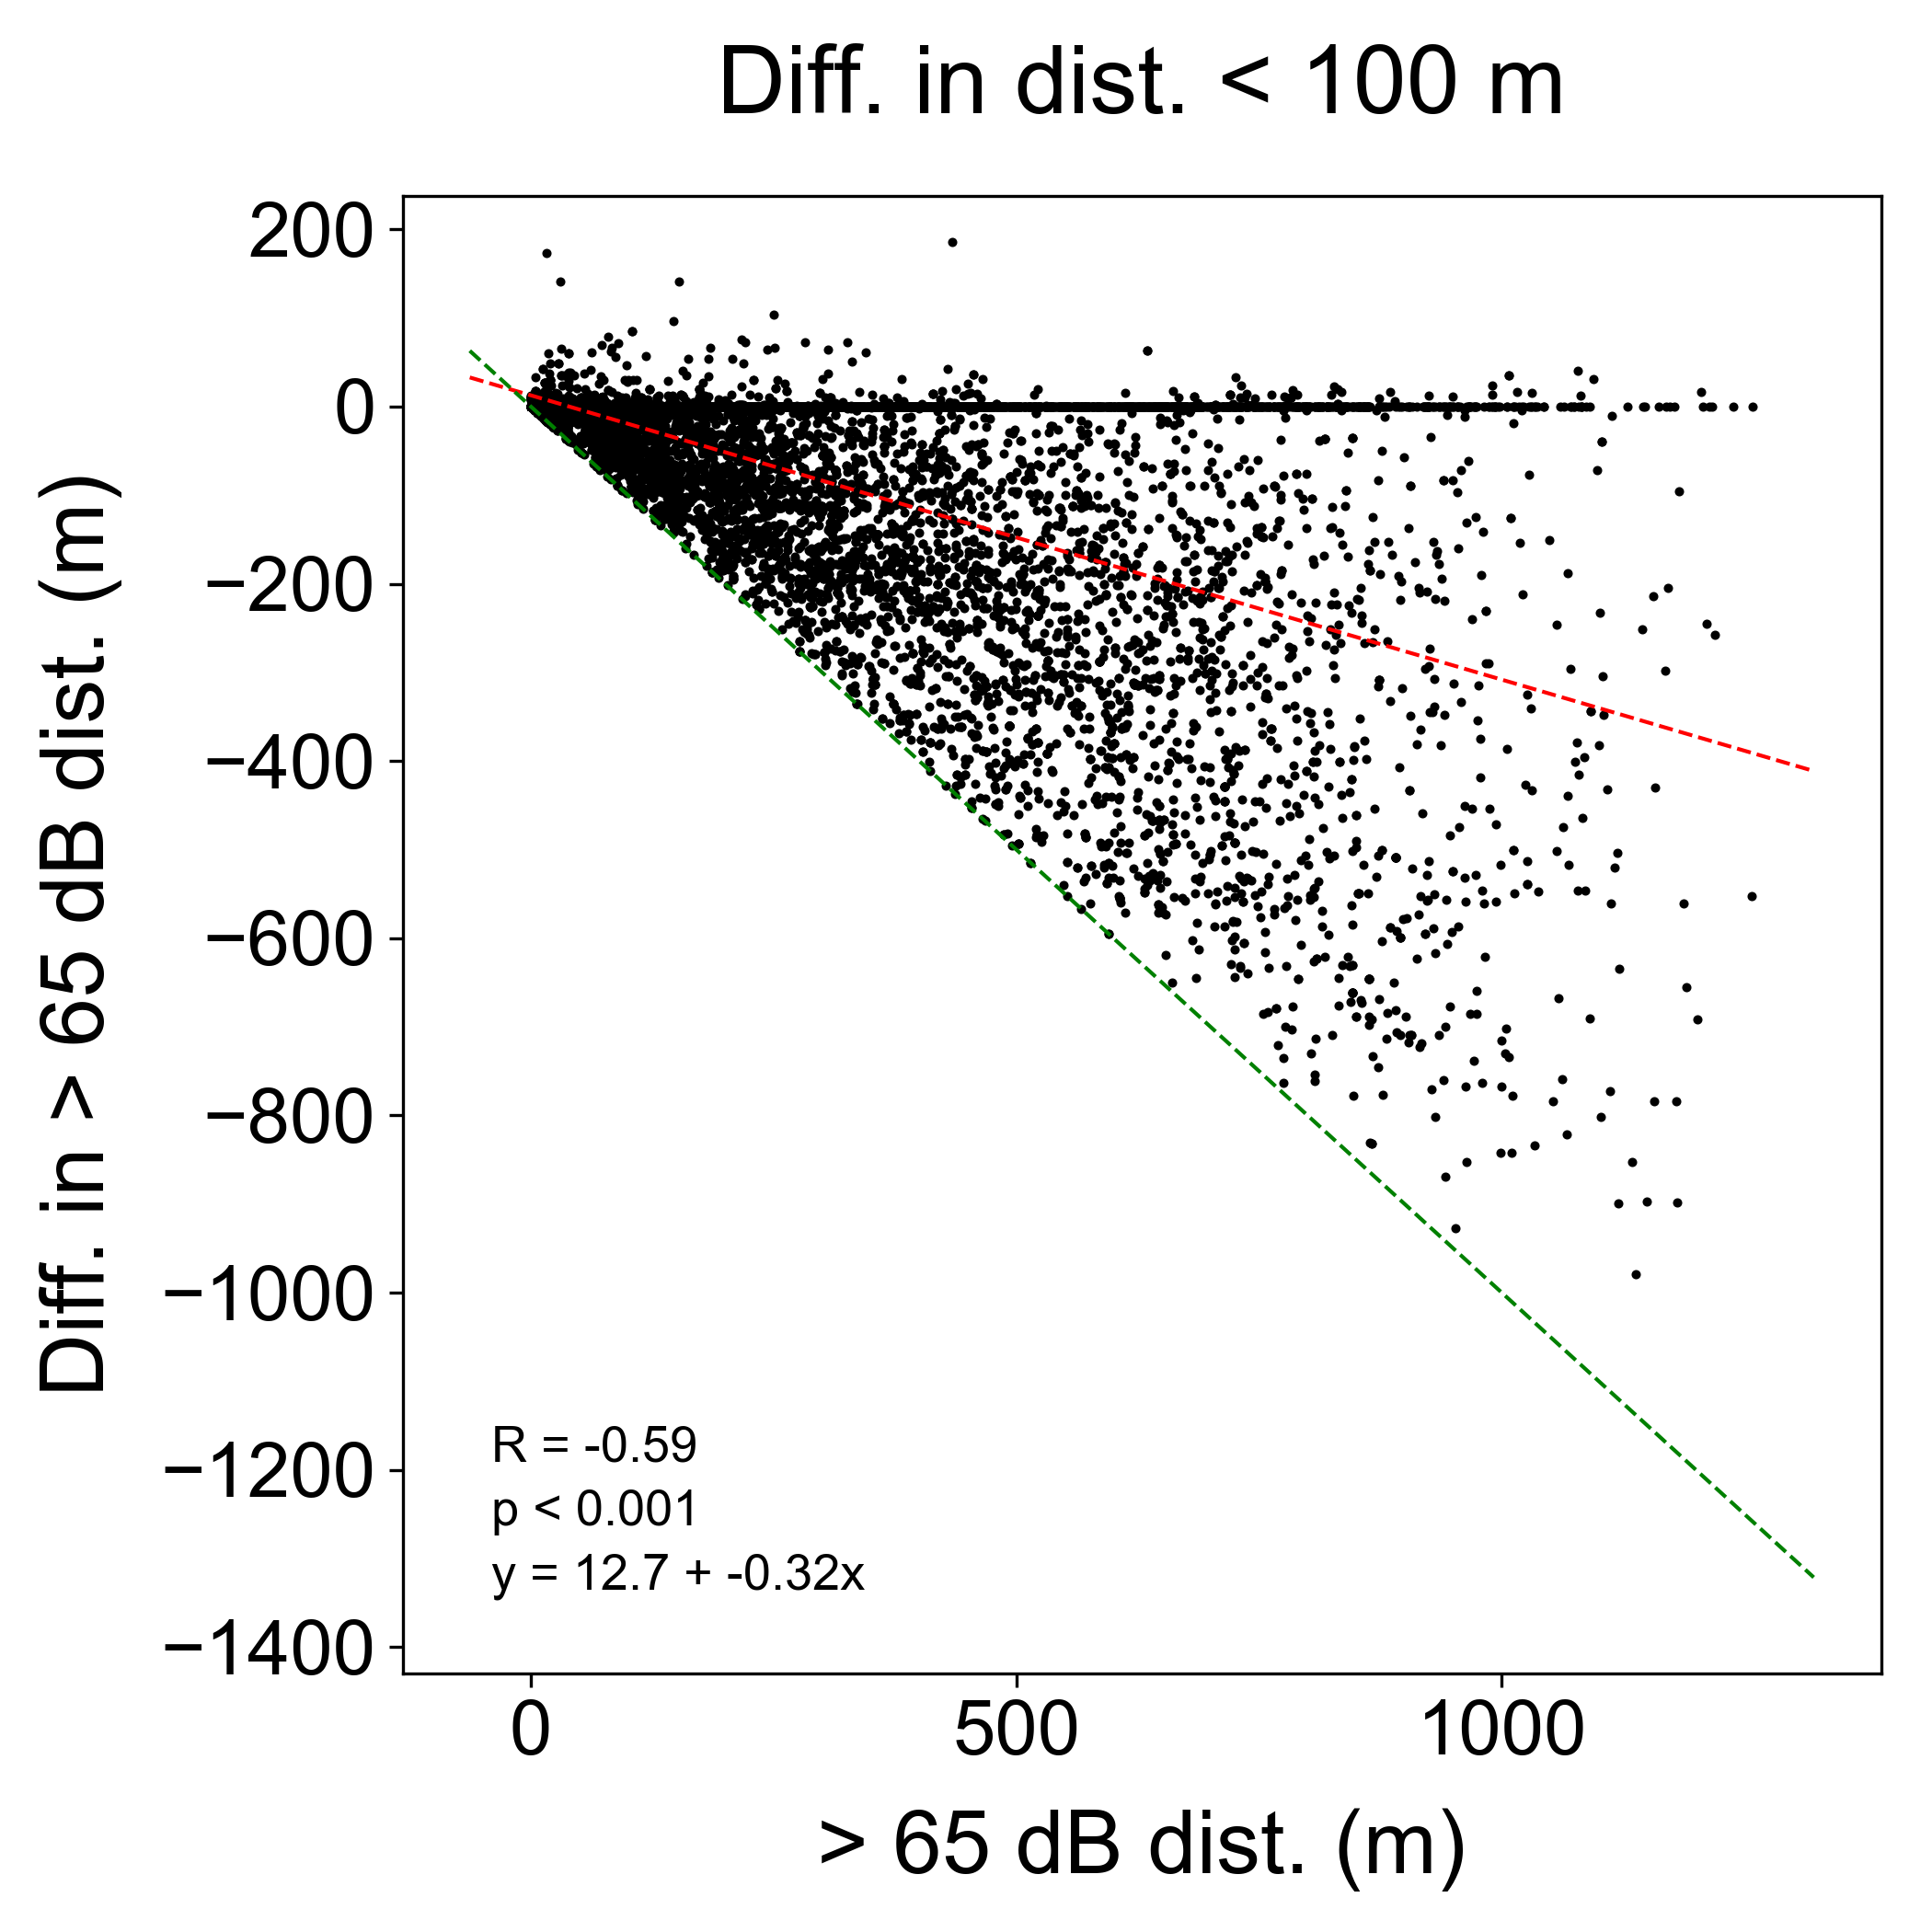 Diff. in dist. < 100 m
Diff. in > 65 dB dist. (m)
200
0
−200
−400
−600
−800
−1000
−1200
−1400
R = -0.59
p < 0.001
y = 12.7 + -0.32x
0 500 1000
> 65 dB dist. (m)